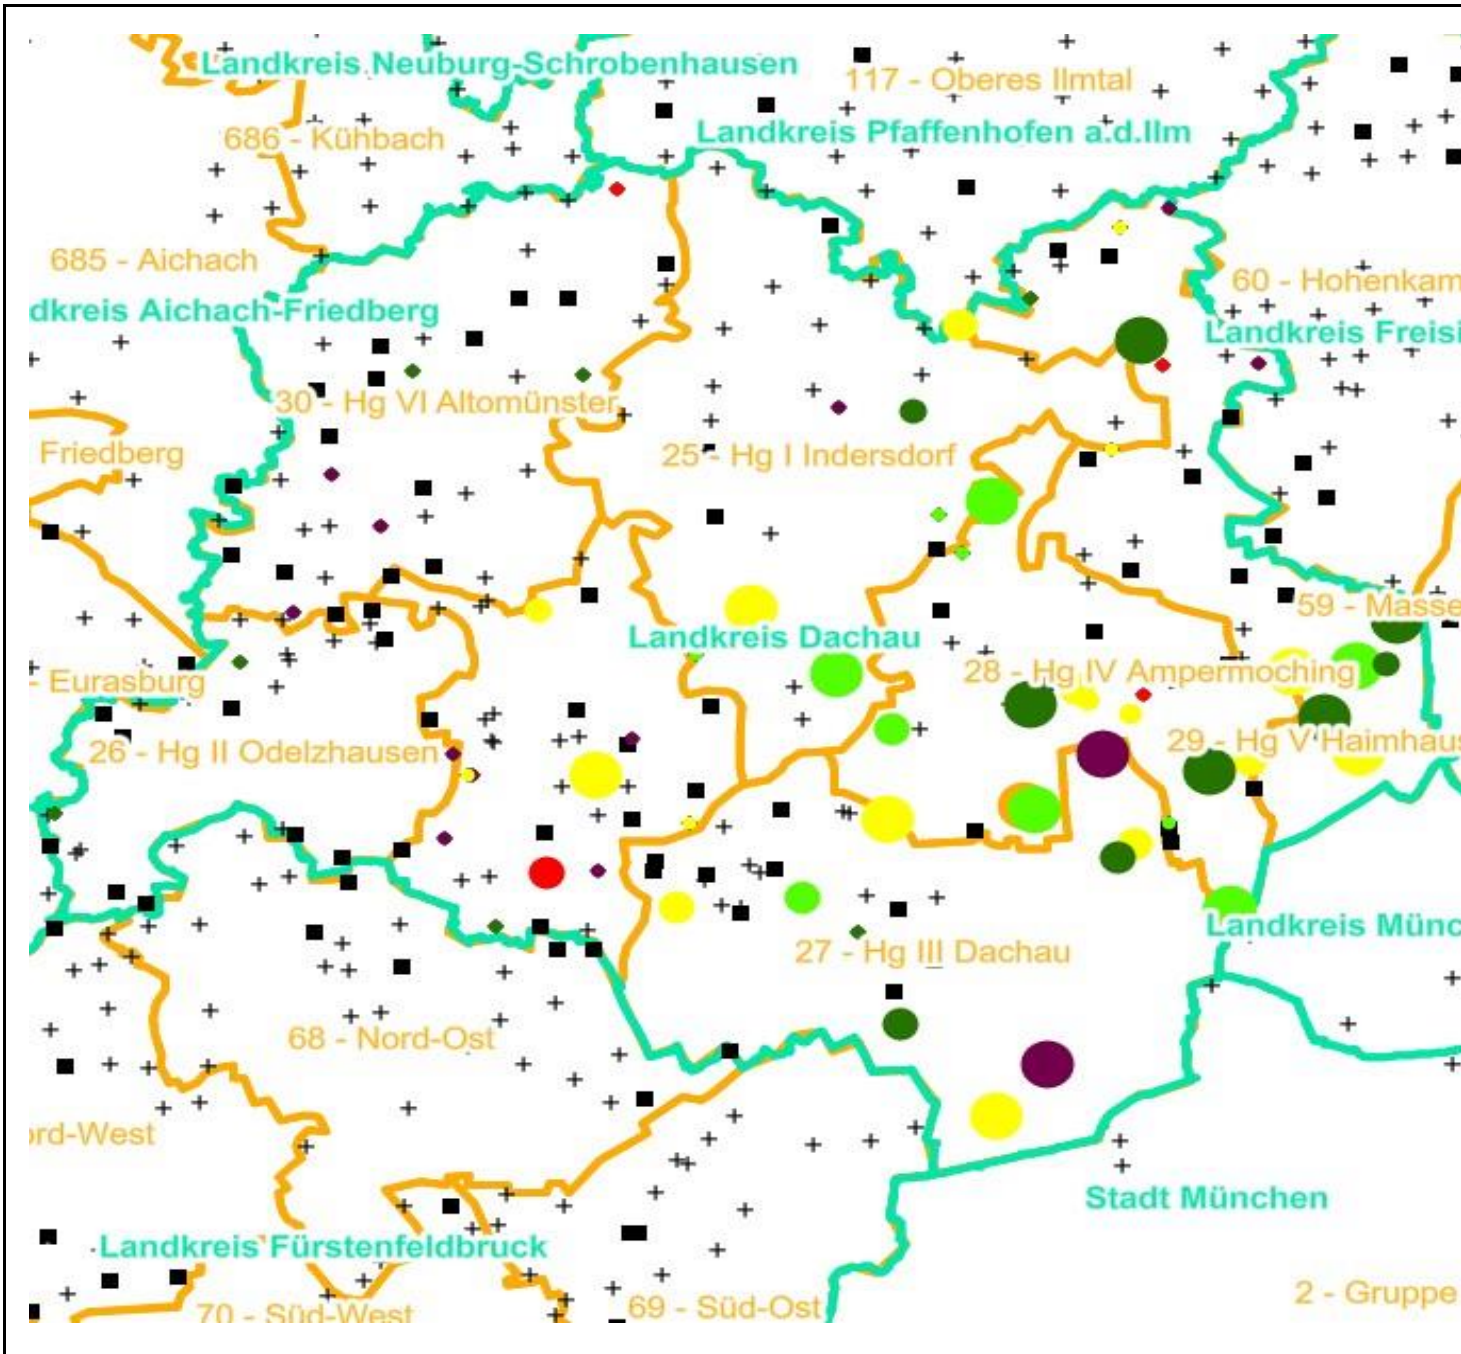 Landkreis Neuburg-Schrobenhausen
117 - Oberes Ilmtal
686 - Kühbach
Landkreis Pfaffenhofen a.d.Ilm
685 - Aichach
60 - Hohenkam
dkreis Aichach-Friedberg
Landkreis Freisi
30 - Hg VI Altomünster
Friedberg
25 - Hg I Indersdorf
59 - Masse
Landkreis Dachau
- Eurasburg
28 - Hg IV Ampermoching
26 - Hg II Odelzhausen
29 - Hg V Haimhaus
Landkreis Münc
27 - Hg III Dachau
68 - Nord-Ost
ord-West
Stadt München
Landkreis Fürstenfeldbruck
2 - Gruppe
69 - Süd-Ost
70 - Süd-West